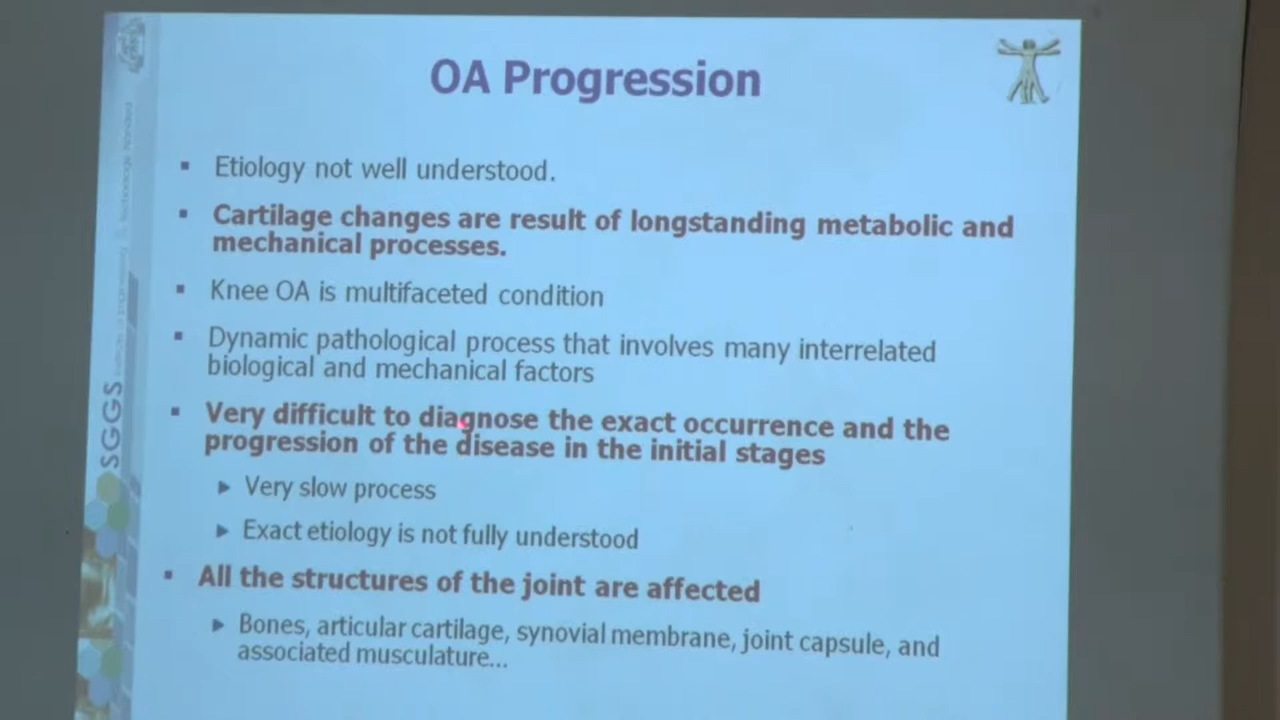 OA Progression
Etiology not well understood.
Cartilage changes are result of longstanding metabolic and
mechanical processes.
Knee OA is multifaceted condition
Dynamic pathological process that involves many interrelated
biological and mechanical factors
Very difficult to diagnose the exact occurrence and the
progression of the disease in the initial stages
Very slow process
Exact etiology is not fully understood
All the structures of the joint are affected
Bones, articular cartilage, synovial membrane, joint capsule, and
associated musculature...
SGGS